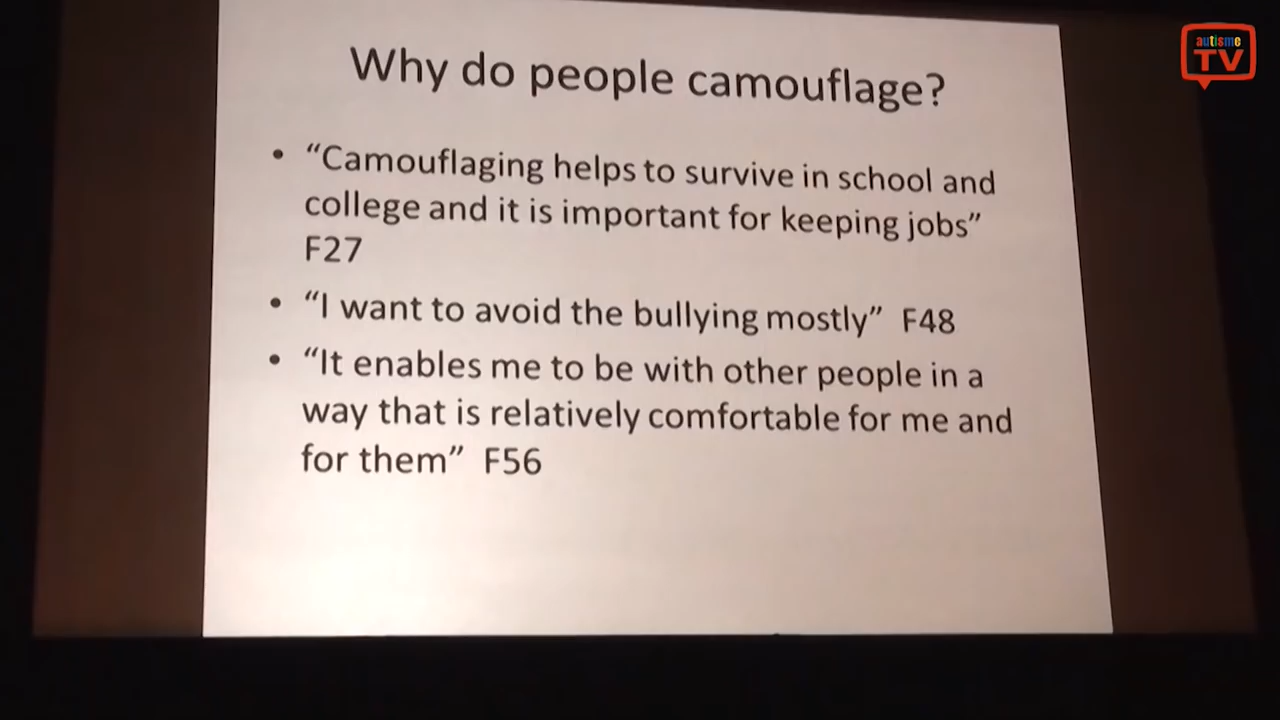 autisme
TV
Why do people camouflage?
• “Camouflaging helps to survive in school and
college and it is important for keeping jobs”
F27
• “I want to avoid the bullying mostly” F48
• “It enables me to be with other people in a
way that is relatively comfortable for me and
for them” F56